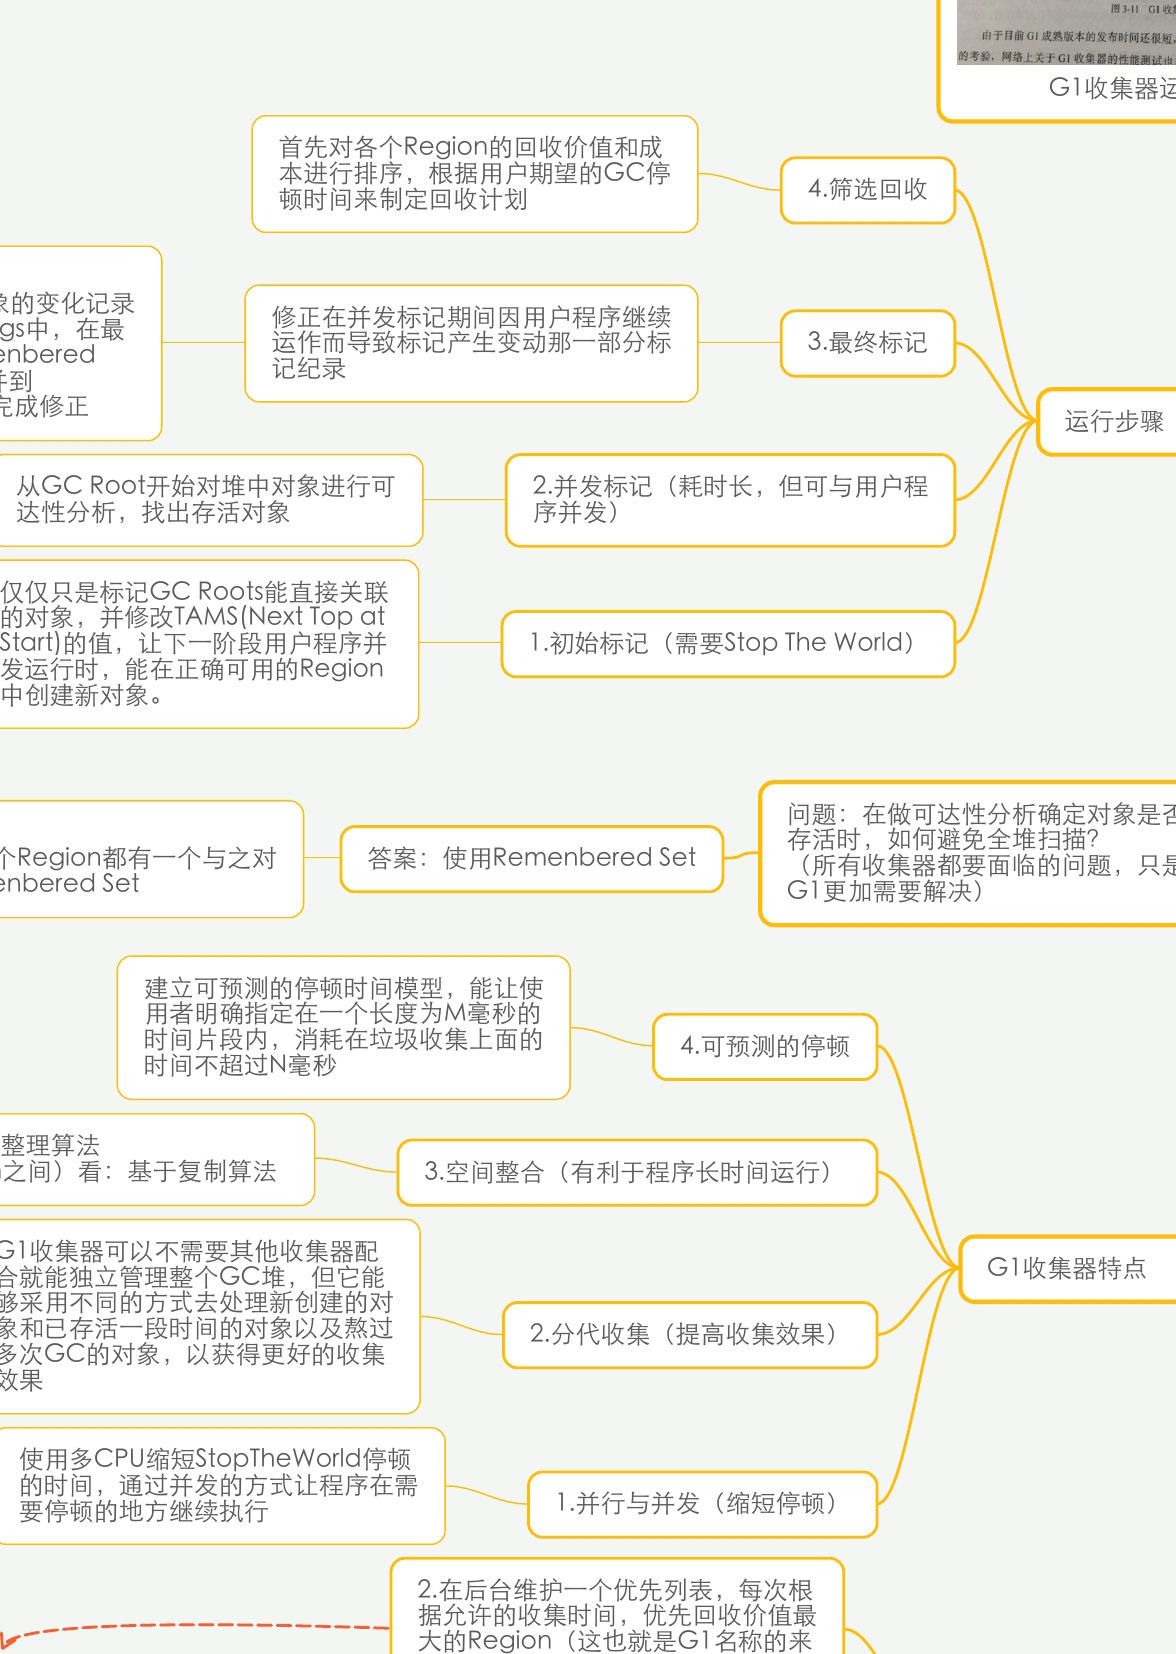 图 3-11 G1 收集
由于目前 G1 成熟版本的发布时间还很短，
的考验，网络上关于 G1 收集器的性能测试也
G1收集器运
首先对各个Region的回收价值和成
本进行排序，根据用户期望的GC停
顿时间来制定回收计划
4.筛选回收
象的变化记录
gs中，在最
enbered
并到
完成修正
修正在并发标记期间因用户程序继续
运作而导致标记产生变动那一部分标
记纪录
3.最终标记
运行步骤
从GC Root开始对堆中对象进行可
达性分析，找出存活对象
2.并发标记（耗时长，但可与用户程
序并发）
仅仅只是标记GC Roots能直接关联
的对象，并修改TAMS(Next Top at
Start)的值，让下一阶段用户程序并
发运行时，能在正确可用的Region
中创建新对象。
1.初始标记（需要Stop The World）
个Region都有一个与之对
enbered Set
答案：使用Remenbered Set
问题：在做可达性分析确定对象是否
存活时，如何避免全堆扫描?
（所有收集器都要面临的问题，只是
G1更加需要解决）
建立可预测的停顿时间模型，能让使
用者明确指定在一个长度为M毫秒的
时间片段内，消耗在垃圾收集上面的
时间不超过N毫秒
4.可预测的停顿
整理算法
之间）看：基于复制算法
3.空间整合（有利于程序长时间运行）
G1收集器特点
G1收集器可以不需要其他收集器配
合就能独立管理整个GC堆，但它能
够采用不同的方式去处理新创建的对
象和已存活一段时间的对象以及熬过
多次GC的对象，以获得更好的收集
效果
2.分代收集（提高收集效果）
使用多CPU缩短StopTheWorld停顿
的时间，通过并发的方式让程序在需
要停顿的地方继续执行
1.并行与并发（缩短停顿）
2.在后台维护一个优先列表，每次根
据允许的收集时间，优先回收价值最
大的Region（这也就是G1名称的来